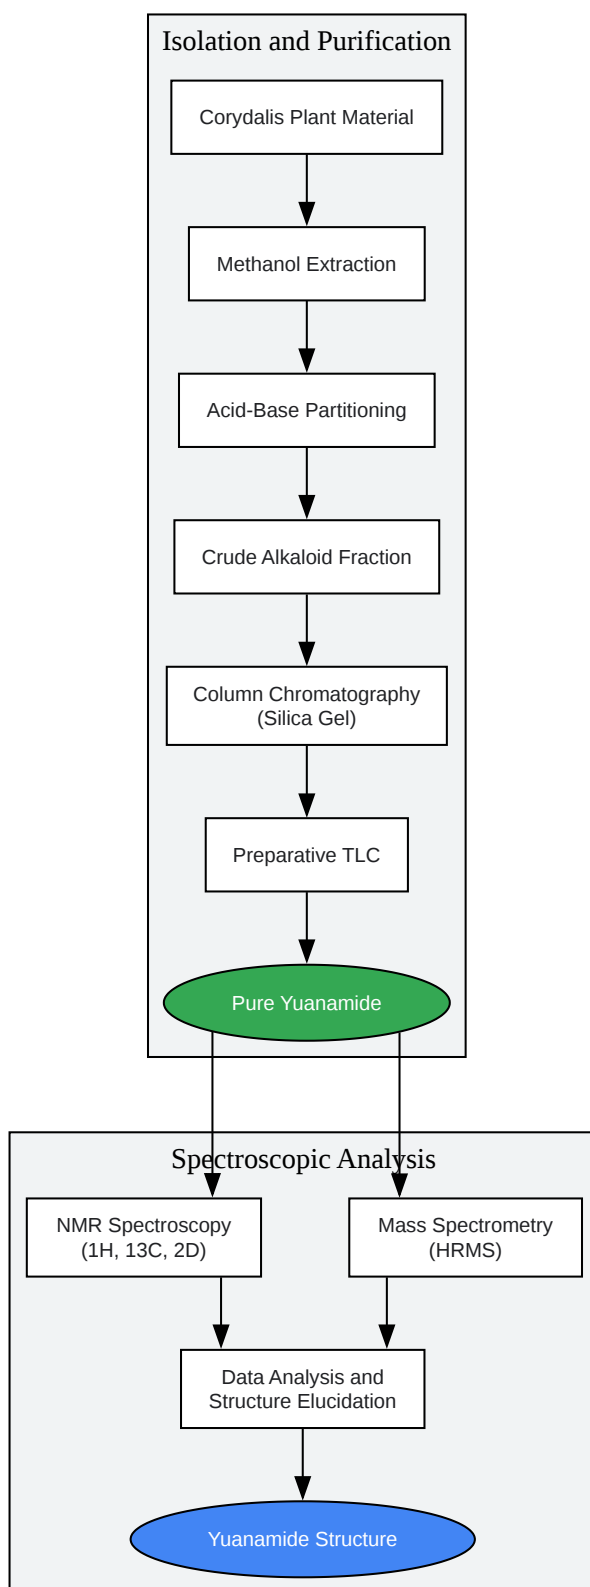 Isolation and Purification
Corydalis Plant Material
Methanol Extraction
Acid-Base Partitioning
Crude Alkaloid Fraction
Column Chromatography
(Silica Gel)
Preparative TLC
Pure Yuanamide
Spectroscopic Analysis
NMR Spectroscopy
(1H, 13C, 2D)
Mass Spectrometry
(HRMS)
Data Analysis and
Structure Elucidation
Yuanamide Structure